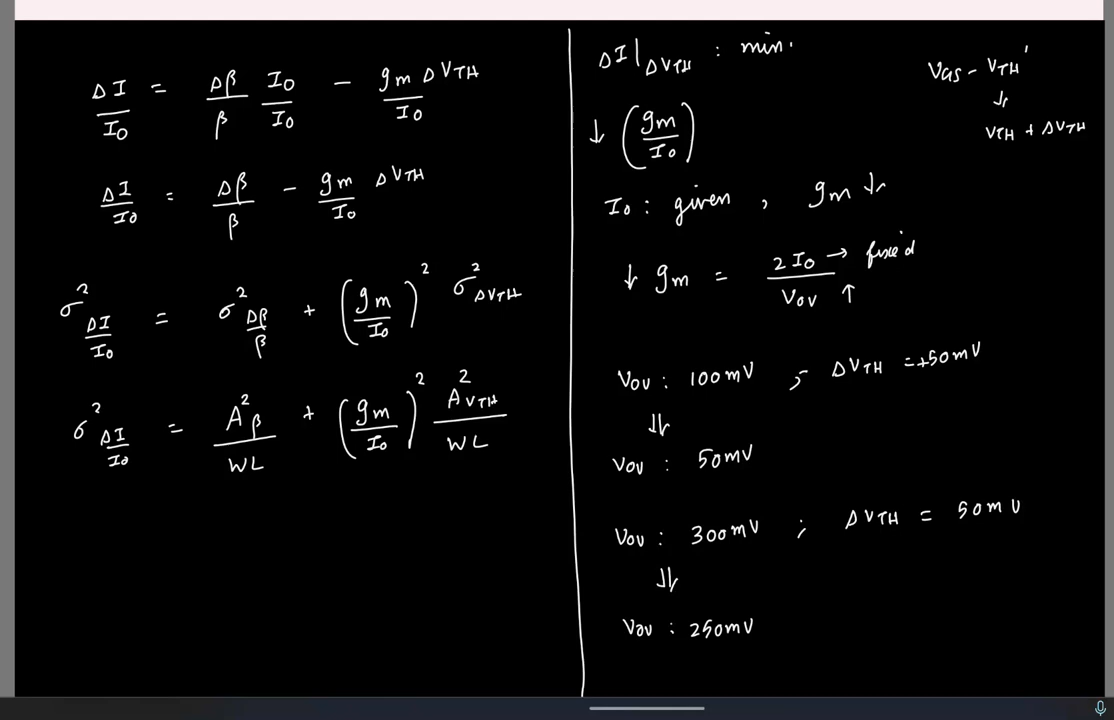 ΔI/I0 = Δβ/β I0/I0 - gm ΔVTH/I0
ΔI/I0 = Δβ/β - gm/I0 ΔVTH
σ²ΔI/I0 = σ²Δβ/β + (gm/I0)² σ²ΔVTH
σ²ΔI/I0 = A²β/WL + (gm/I0)² A²VTH/WL
ΔI|ΔVTH : min.
VGS - VTH'
↓
VTH + ΔVTH
↓ (gm/I0)
I0 : given , gm ↓
↓ gm = 2I0/VOV ↑ → fixed
VOV : 100mV ; ΔVTH = +50mV
⇓
VOV : 50mV
VOV : 300mV ; ΔVTH = 50mV
⇓
VOV : 250mV